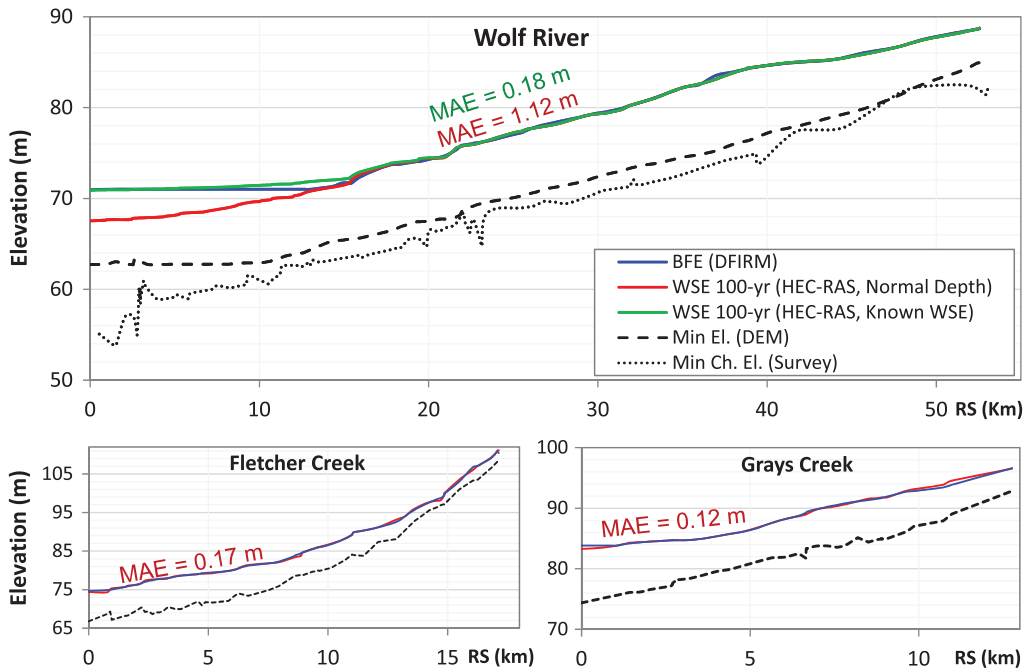 Wolf River
Elevation (m)
90
80
70
60
50
MAE = 0.18 m
MAE = 1.12 m
BFE (DFIRM)
WSE 100-yr (HEC-RAS, Normal Depth)
WSE 100-yr (HEC-RAS, Known WSE)
Min El. (DEM)
Min Ch. El. (Survey)
0 10 20 30 40 50 RS (Km)
Fletcher Creek
Elevation (m)
105
95
85
75
65
MAE = 0.17 m
0 5 10 15 RS (km)
Grays Creek
100
90
80
70
MAE = 0.12 m
0 5 10 RS (km)